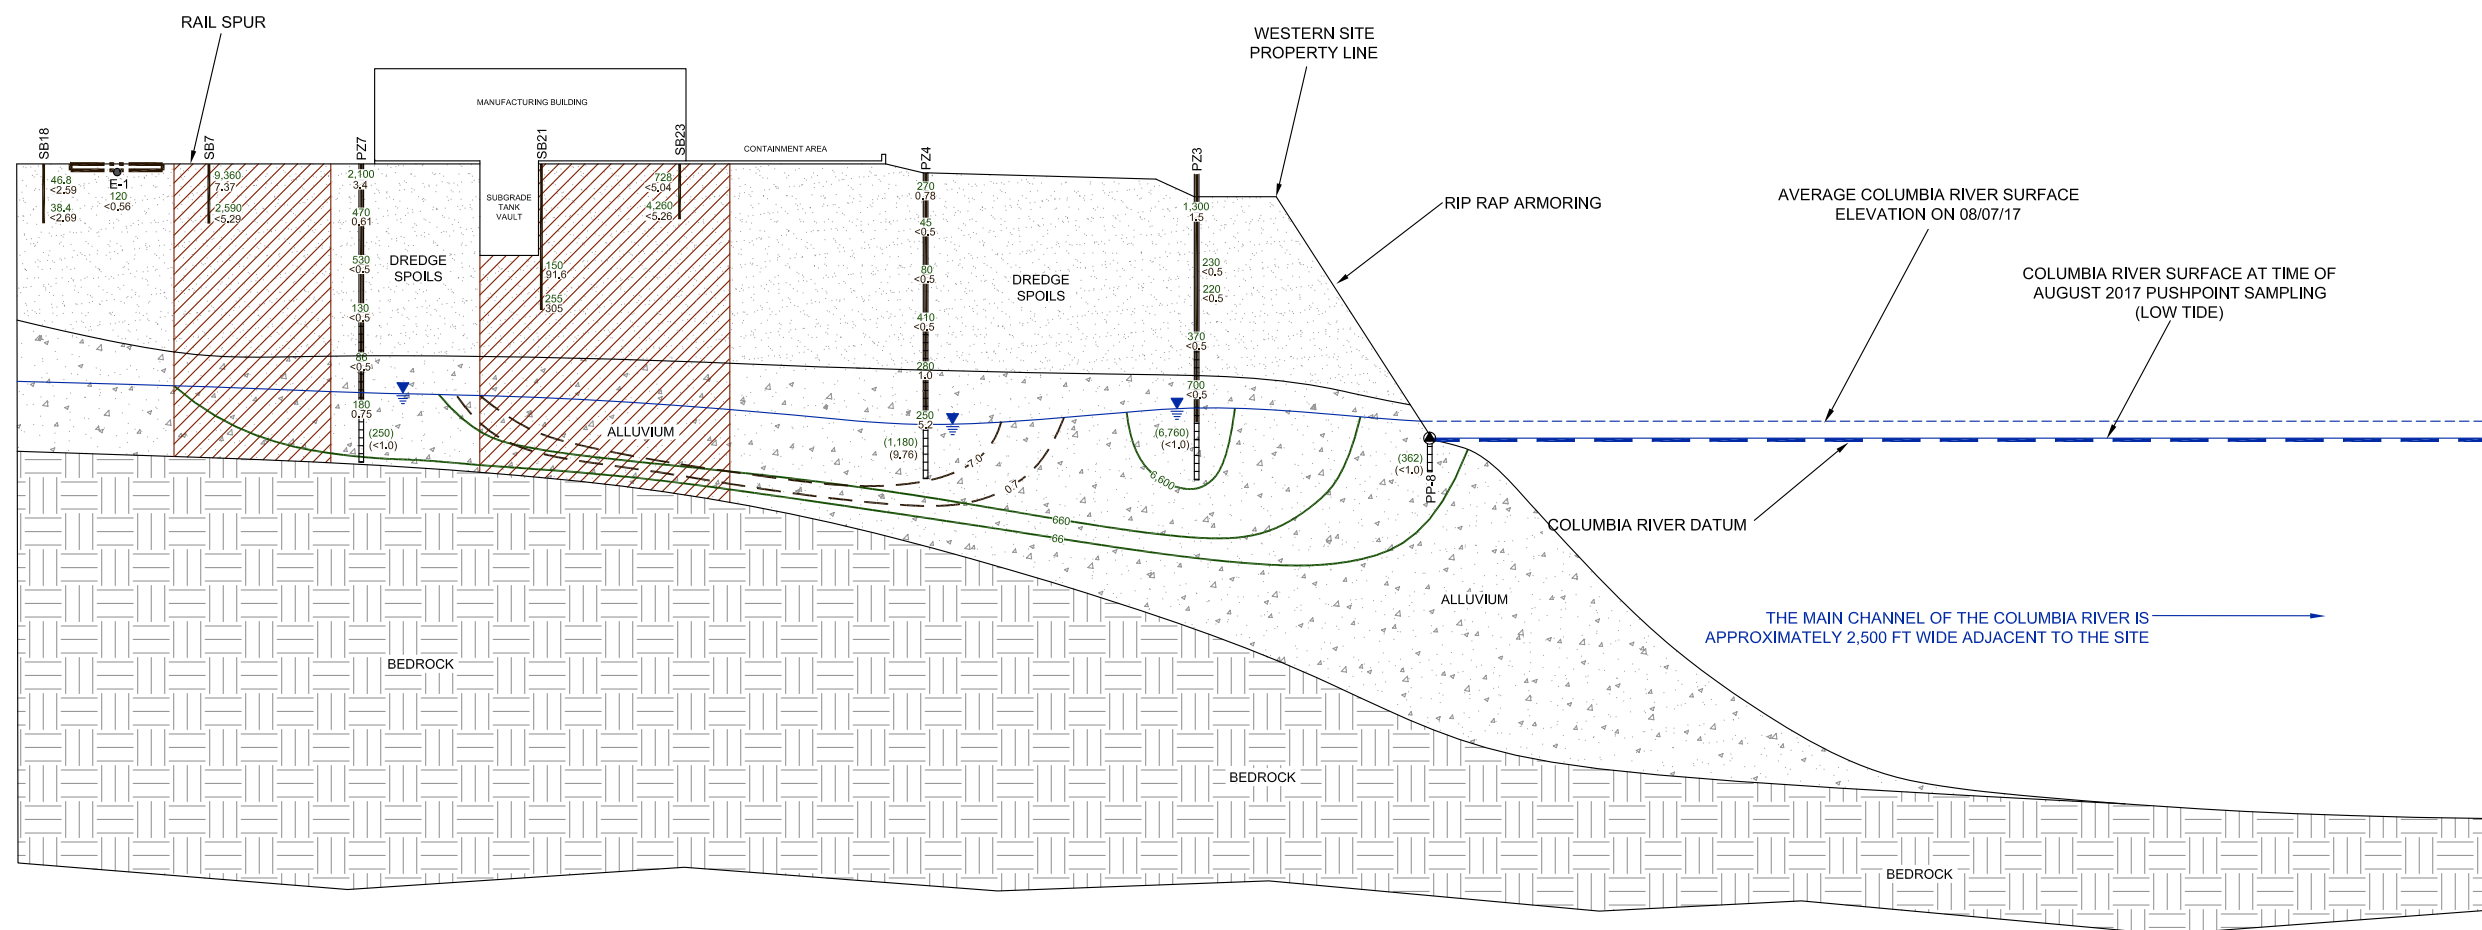 RAIL SPUR
WESTERN SITE
PROPERTY LINE
MANUFACTURING BUILDING
CONTAINMENT AREA
SB18
SB7
PZ7
SB21
SB23
PZ4
PZ3
46.8
<2.59
38.4
<2.69
E-1
120
<0.56
9,360
7.37
2,590
<5.29
2,100
3.4
470
0.61
530
<0.5
130
<0.5
86
<0.5
180
0.75
(250)
(<1.0)
DREDGE
SPOILS
SUBGRADE
TANK
VAULT
150
91.6
255
305
728
<5.04
4,260
<5.26
270
0.78
45
<0.5
80
<0.5
410
<0.5
280
1.0
250
5.2
(1,180)
(9.76)
DREDGE
SPOILS
1,300
1.5
230
<0.5
220
<0.5
370
<0.5
700
<0.5
(6,760)
(<1.0)
RIP RAP ARMORING
AVERAGE COLUMBIA RIVER SURFACE
ELEVATION ON 08/07/17
COLUMBIA RIVER SURFACE AT TIME OF
AUGUST 2017 PUSHPOINT SAMPLING
(LOW TIDE)
ALLUVIUM
7.0
0.7
6,600
660
66
(362)
(<1.0)
PP-8
COLUMBIA RIVER DATUM
ALLUVIUM
THE MAIN CHANNEL OF THE COLUMBIA RIVER IS
APPROXIMATELY 2,500 FT WIDE ADJACENT TO THE SITE
BEDROCK
BEDROCK
BEDROCK